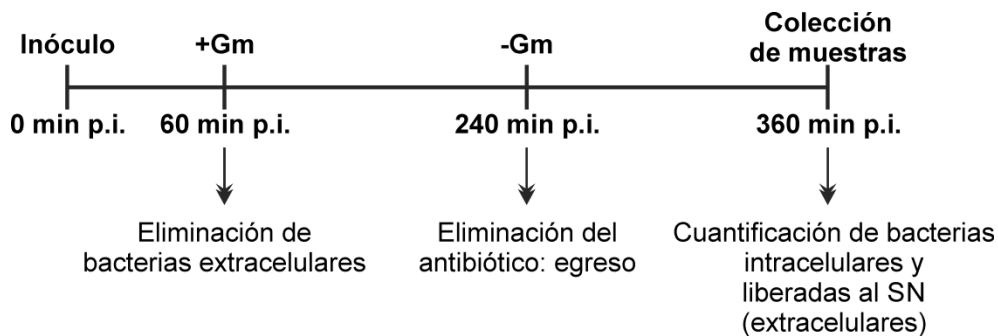 Inóculo
+Gm
-Gm
Colección
de muestras
0 min p.i.
60 min p.i.
240 min p.i.
360 min p.i.
Eliminación de
bacterias extracelulares
Eliminación del
antibiótico: egreso
Cuantificación de bacterias
intracelulares y
liberadas al SN
(extracelulares)